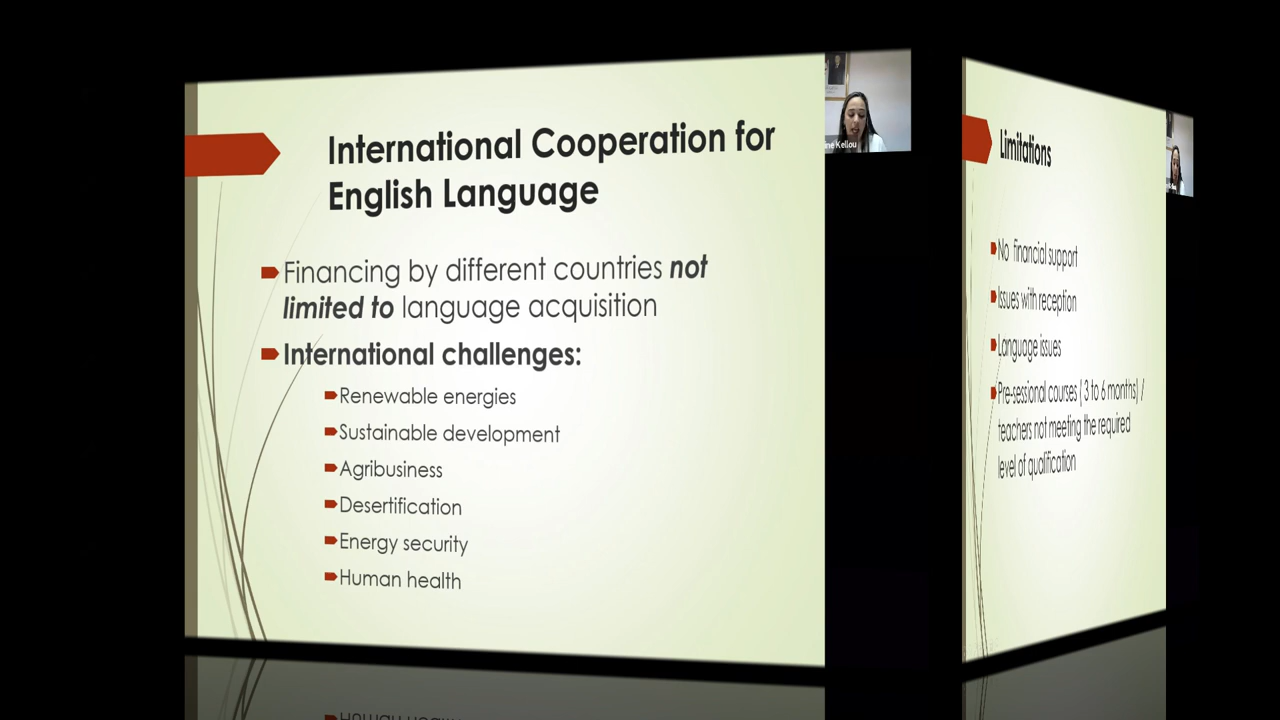 International Cooperation for
English Language
Financing by different countries not
limited to language acquisition
International challenges:
Renewable energies
Sustainable development
Agribusiness
Desertification
Energy security
Human health
Kellou
Limitations
No financial support
Issues with reception
Language issues
Pre-sessional courses ( 3 to 6 months) /
teachers not meeting the required
level of qualification